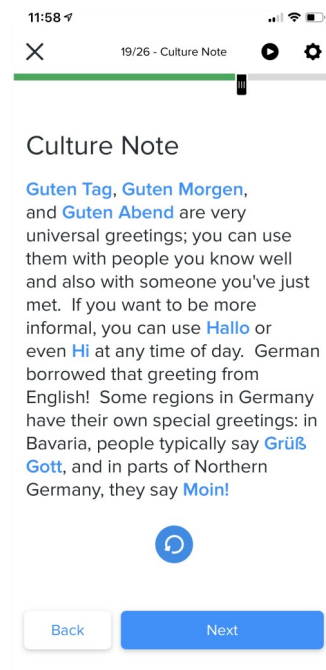 11:58
19/26 - Culture Note
Culture Note
Guten Tag, Guten Morgen,
and Guten Abend are very
universal greetings; you can use
them with people you know well
and also with someone you've just
met.  If you want to be more
informal, you can use Hallo or
even Hi at any time of day.  German
borrowed that greeting from
English!  Some regions in Germany
have their own special greetings: in
Bavaria, people typically say Grüß
Gott, and in parts of Northern
Germany, they say Moin!
Back
Next